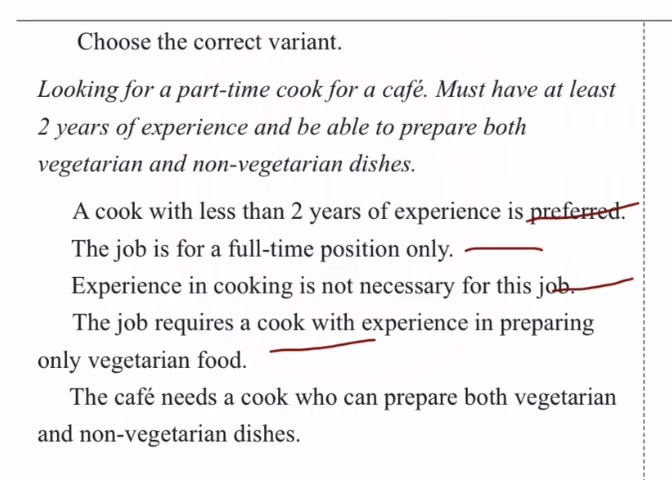 Choose the correct variant.
Looking for a part-time cook for a café. Must have at least
2 years of experience and be able to prepare both
vegetarian and non-vegetarian dishes.
A cook with less than 2 years of experience is preferred.
The job is for a full-time position only.
Experience in cooking is not necessary for this job.
The job requires a cook with experience in preparing
only vegetarian food.
The café needs a cook who can prepare both vegetarian
and non-vegetarian dishes.